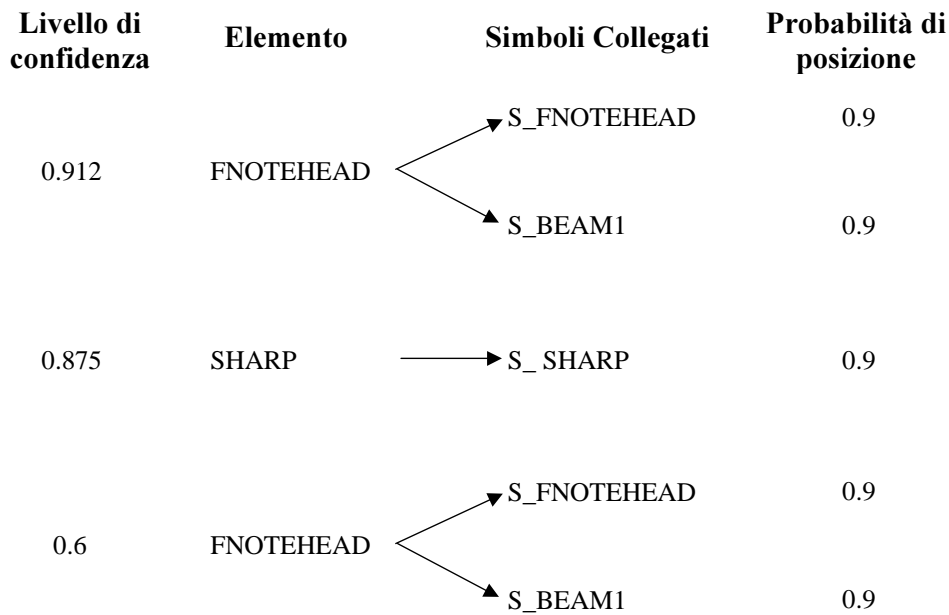 Livello di confidenza Elemento Simboli Collegati Probabilità di posizione
S_FNOTEHEAD 0.9
0.912 FNOTEHEAD
S_BEAM1 0.9
0.875 SHARP S_ SHARP 0.9
S_FNOTEHEAD 0.9
0.6 FNOTEHEAD
S_BEAM1 0.9